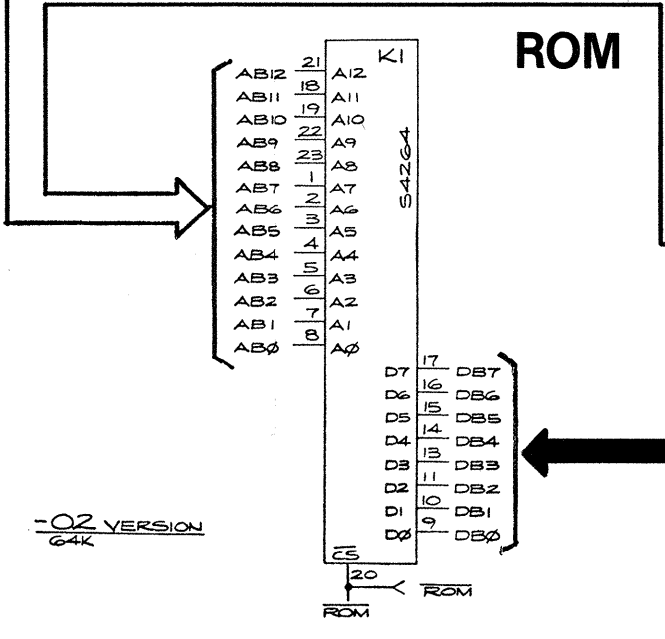 ROM
K1
S4264
AB12 21 A12
AB11 18 A11
AB10 19 A10
AB9 22 A9
AB8 23 A8
AB7 1 A7
AB6 2 A6
AB5 3 A5
AB4 4 A4
AB3 5 A3
AB2 6 A2
AB1 7 A1
ABØ 8 AØ
D7 17 DB7
D6 16 DB6
D5 15 DB5
D4 14 DB4
D3 13 DB3
D2 11 DB2
D1 10 DB1
DØ 9 DBØ
-02 VERSION
64K
CS
20
ROM
ROM